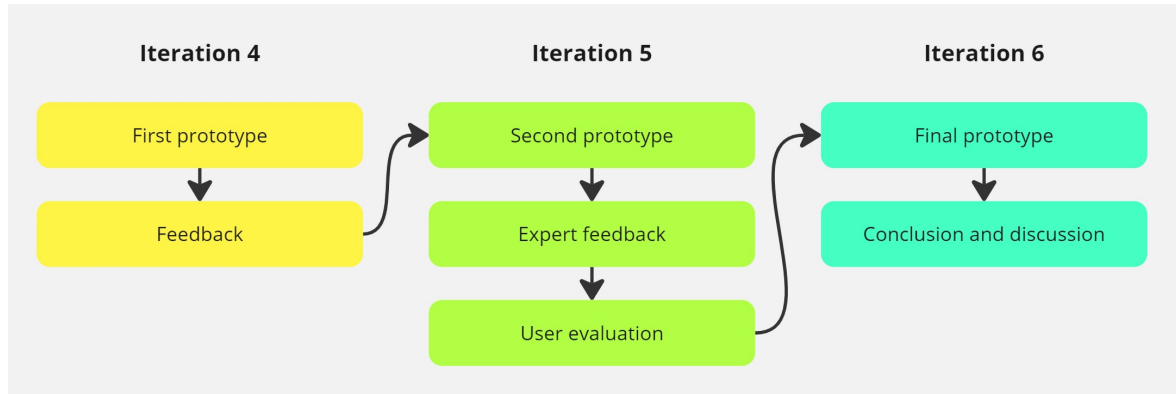 Iteration 4
First prototype
Feedback
Iteration 5
Second prototype
Expert feedback
User evaluation
Iteration 6
Final prototype
Conclusion and discussion